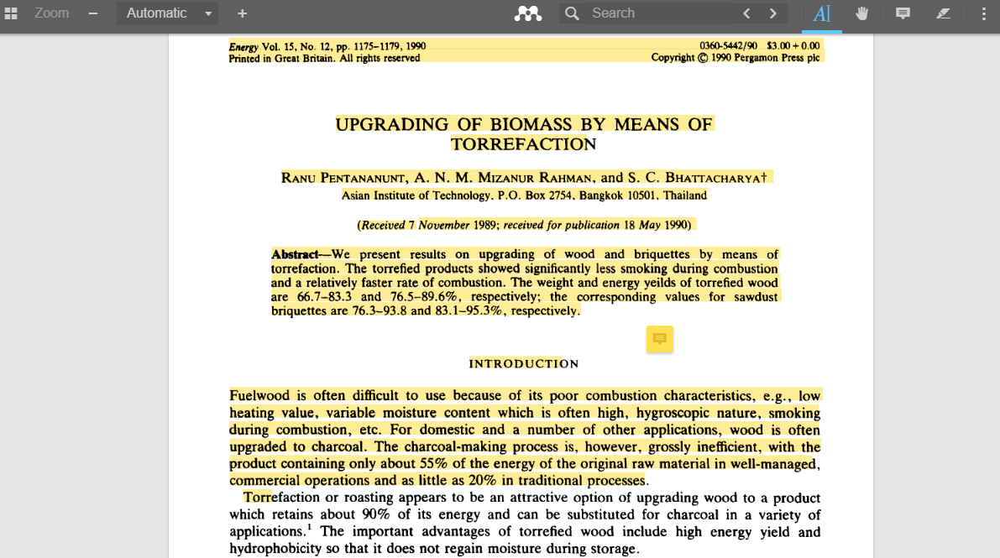 Zoom − Automatic + Search AI
Energy Vol. 15, No. 12, pp. 1175–1179, 1990 0360-5442/90 $3.00 + 0.00
Printed in Great Britain. All rights reserved Copyright © 1990 Pergamon Press plc
UPGRADING OF BIOMASS BY MEANS OF
TORREFACTION
RANU PENTANANUNT, A. N. M. MIZANUR RAHMAN, and S. C. BHATTACHARYA†
Asian Institute of Technology, P.O. Box 2754, Bangkok 10501, Thailand
(Received 7 November 1989; received for publication 18 May 1990)
Abstract—We present results on upgrading of wood and briquettes by means of
torrefaction. The torrefied products showed significantly less smoking during combustion
and a relatively faster rate of combustion. The weight and energy yeilds of torrefied wood
are 66.7–83.3 and 76.5–89.6%, respectively; the corresponding values for sawdust
briquettes are 76.3–93.8 and 83.1–95.3%, respectively.
INTRODUCTION
Fuelwood is often difficult to use because of its poor combustion characteristics, e.g., low
heating value, variable moisture content which is often high, hygroscopic nature, smoking
during combustion, etc. For domestic and a number of other applications, wood is often
upgraded to charcoal. The charcoal-making process is, however, grossly inefficient, with the
product containing only about 55% of the energy of the original raw material in well-managed,
commercial operations and as little as 20% in traditional processes.
Torrefaction or roasting appears to be an attractive option of upgrading wood to a product
which retains about 90% of its energy and can be substituted for charcoal in a variety of
applications.¹ The important advantages of torrefied wood include high energy yield and
hydrophobicity so that it does not regain moisture during storage.